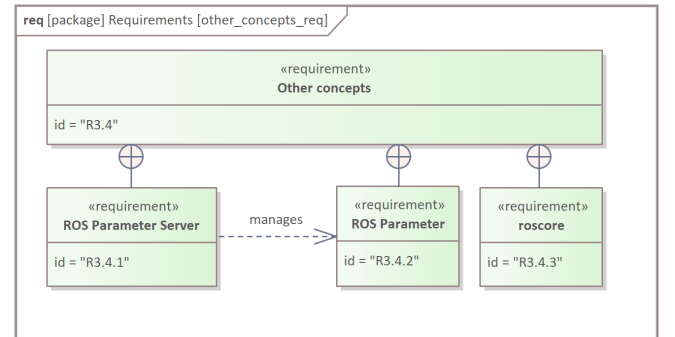 req [package] Requirements [other_concepts_req]
«requirement»
Other concepts
id = "R3.4"
«requirement»
ROS Parameter Server
id = "R3.4.1"
manages
«requirement»
ROS Parameter
id = "R3.4.2"
«requirement»
roscore
id = "R3.4.3"